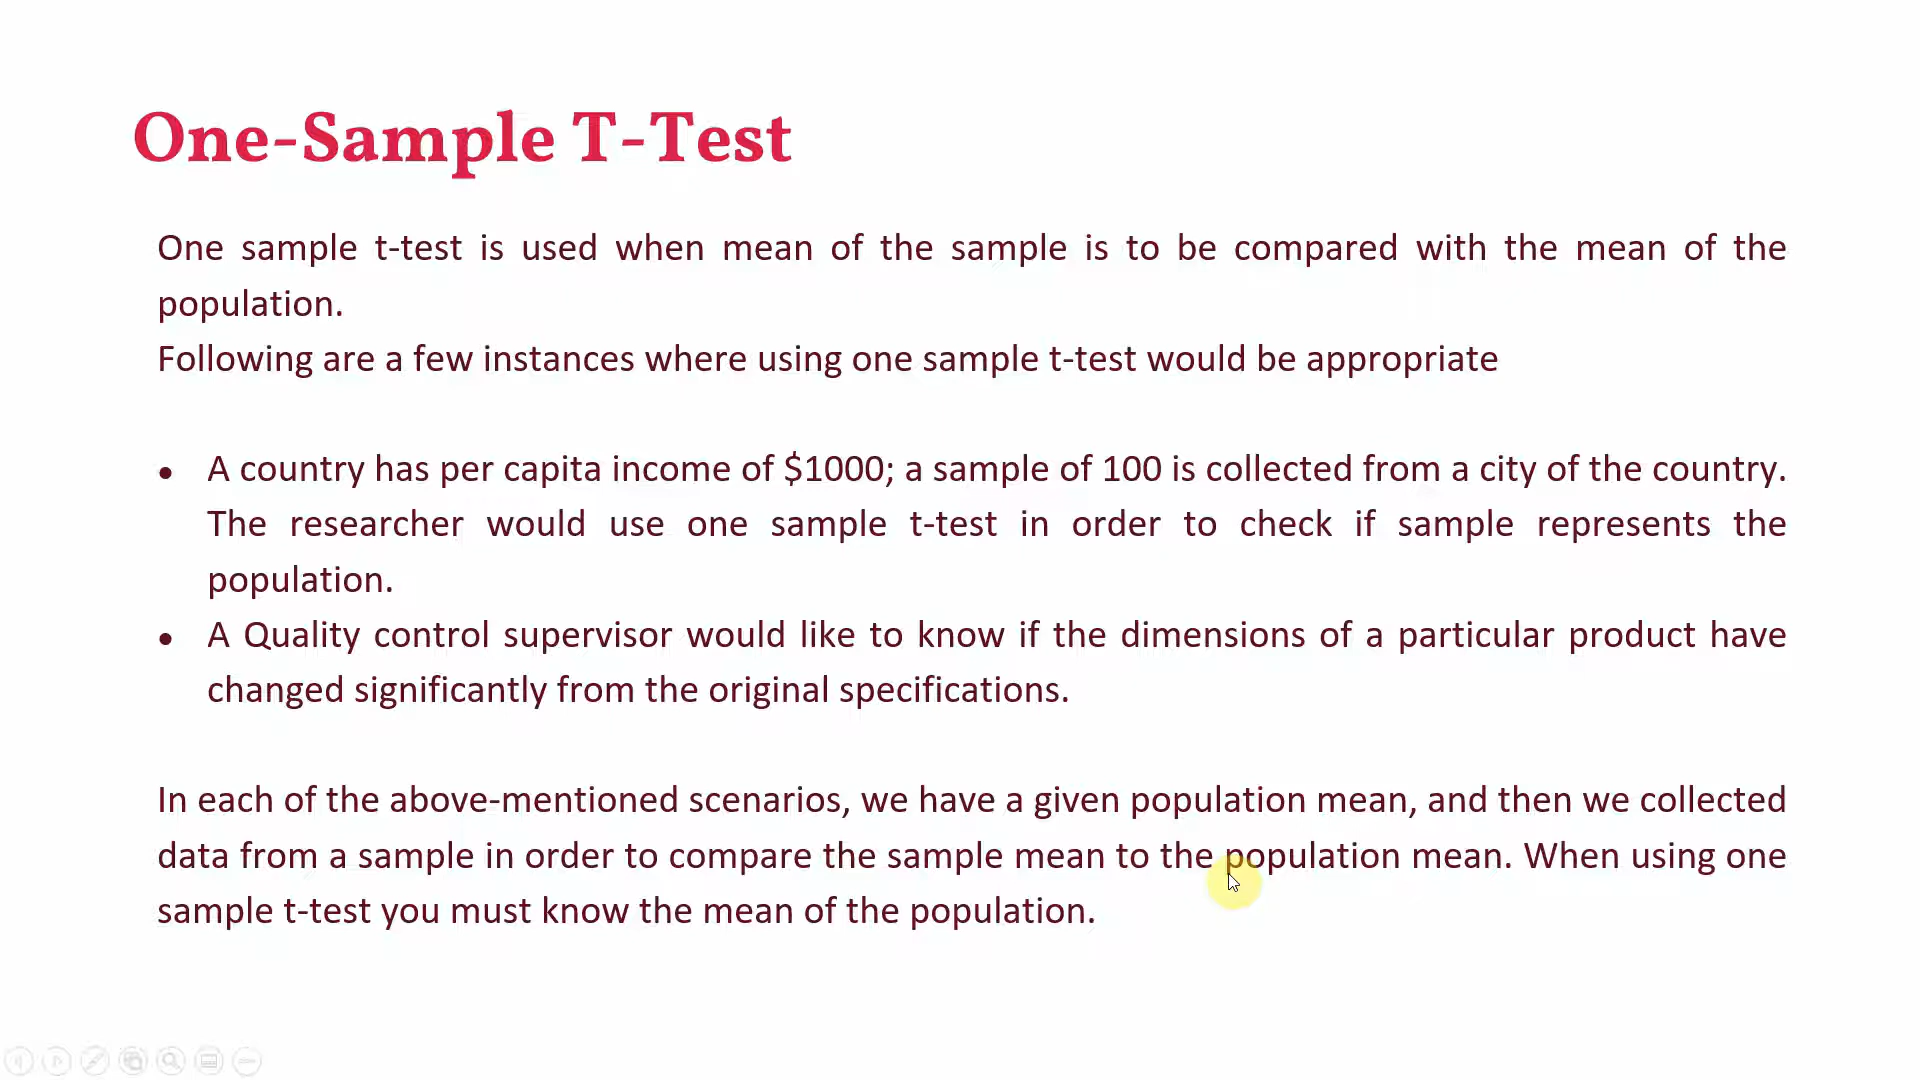 One-Sample T-Test
One sample t-test is used when mean of the sample is to be compared with the mean of the
population.
Following are a few instances where using one sample t-test would be appropriate
● A country has per capita income of $1000; a sample of 100 is collected from a city of the country.
The researcher would use one sample t-test in order to check if sample represents the
population.
● A Quality control supervisor would like to know if the dimensions of a particular product have
changed significantly from the original specifications.
In each of the above-mentioned scenarios, we have a given population mean, and then we collected
data from a sample in order to compare the sample mean to the population mean. When using one
sample t-test you must know the mean of the population.